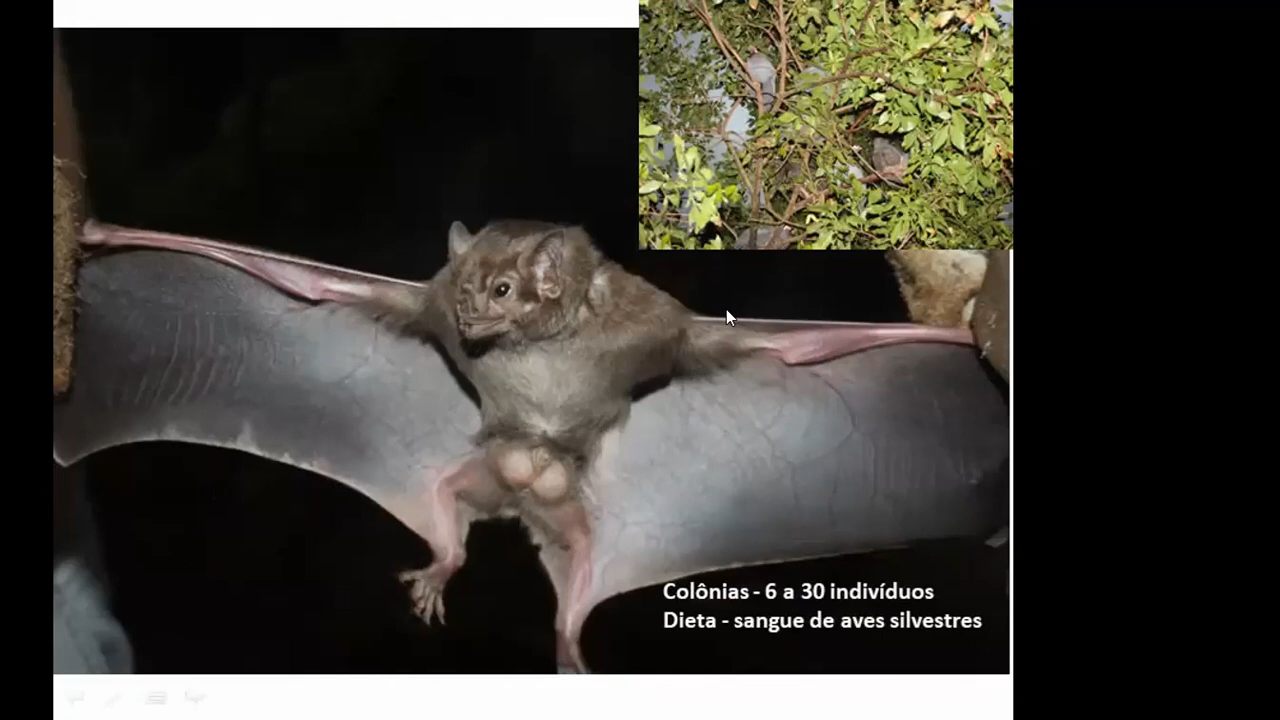 Colônias - 6 a 30 indivíduos
Dieta - sangue de aves silvestres